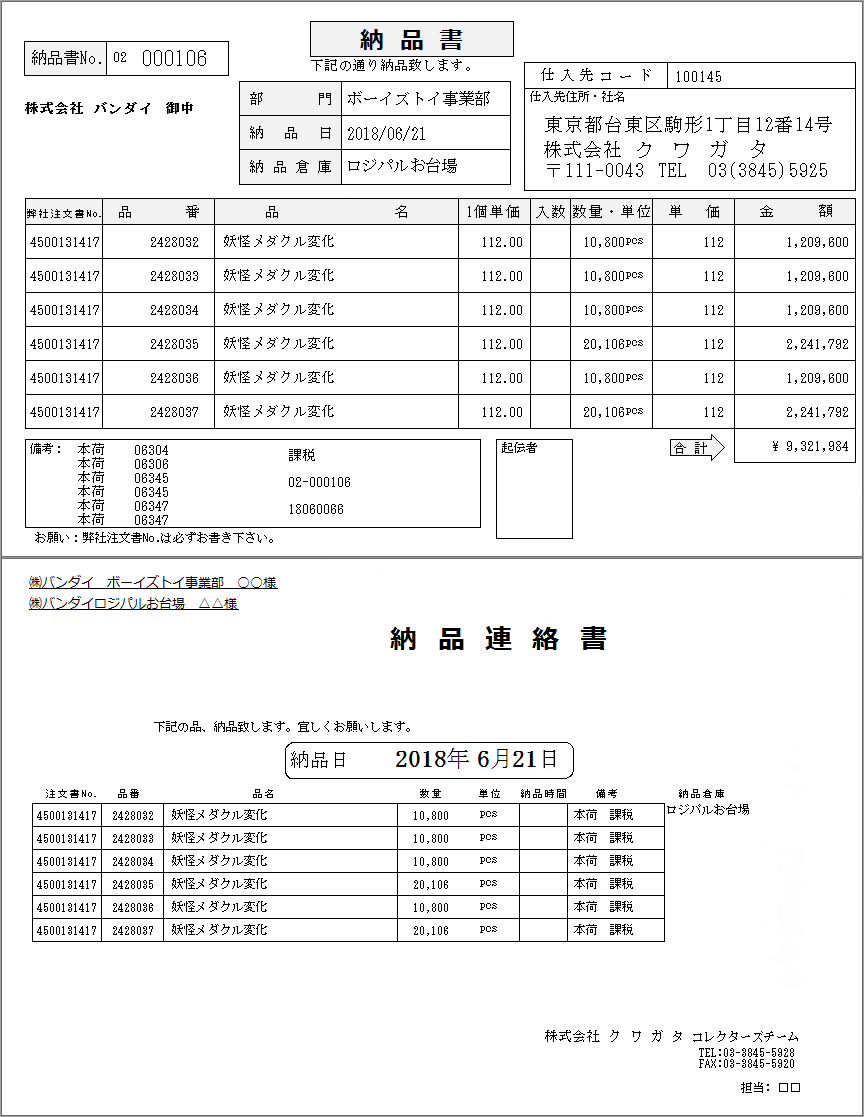 納 品 書
納品書No. 02 000106
下記の通り納品致します。
仕 入 先 コ ー ド 100145
株式会社 バンダイ 御中
部 門 ボーイズトイ事業部
納 品 日 2018/06/21
納 品 倉 庫 ロジパルお台場
仕入先住所・社名
東京都台東区駒形1丁目12番14号
株式会社 ク ワ ガ タ
〒111-0043 TEL 03(3845)5925
弊社注文書No. 品 番 品 名 1個単価 入数 数量・単位 単 価 金 額
4500131417 2428032 妖怪メダクル変化 112.00 10,800pcs 112 1,209,600
4500131417 2428033 妖怪メダクル変化 112.00 10,800pcs 112 1,209,600
4500131417 2428034 妖怪メダクル変化 112.00 10,800pcs 112 1,209,600
4500131417 2428035 妖怪メダクル変化 112.00 20,106pcs 112 2,241,792
4500131417 2428036 妖怪メダクル変化 112.00 10,800pcs 112 1,209,600
4500131417 2428037 妖怪メダクル変化 112.00 20,106pcs 112 2,241,792
合 計 ¥ 9,321,984
備考: 本荷 06304
本荷 06306
本荷 06345
本荷 06345
本荷 06347
本荷 06347
課税
02-000106
18060066
起伝者
お願い:弊社注文書No.は必ずお書き下さい。
㈱バンダイ ボーイズトイ事業部 〇〇様
㈱バンダイロジパルお台場 △△様
納 品 連 絡 書
下記の品、納品致します。宜しくお願いします。
納品日 2018年 6月21日
注文書No. 品番 品名 数量 単位 納品時間 備考 納品倉庫
4500131417 2428032 妖怪メダクル変化 10,800 pcs 本荷 課税 ロジパルお台場
4500131417 2428033 妖怪メダクル変化 10,800 pcs 本荷 課税
4500131417 2428034 妖怪メダクル変化 10,800 pcs 本荷 課税
4500131417 2428035 妖怪メダクル変化 20,106 pcs 本荷 課税
4500131417 2428036 妖怪メダクル変化 10,800 pcs 本荷 課税
4500131417 2428037 妖怪メダクル変化 20,106 pcs 本荷 課税
株式会社 ク ワ ガ タ コレクターズチーム
TEL:03-3845-5928
FAX:03-3845-5920
担当: □□